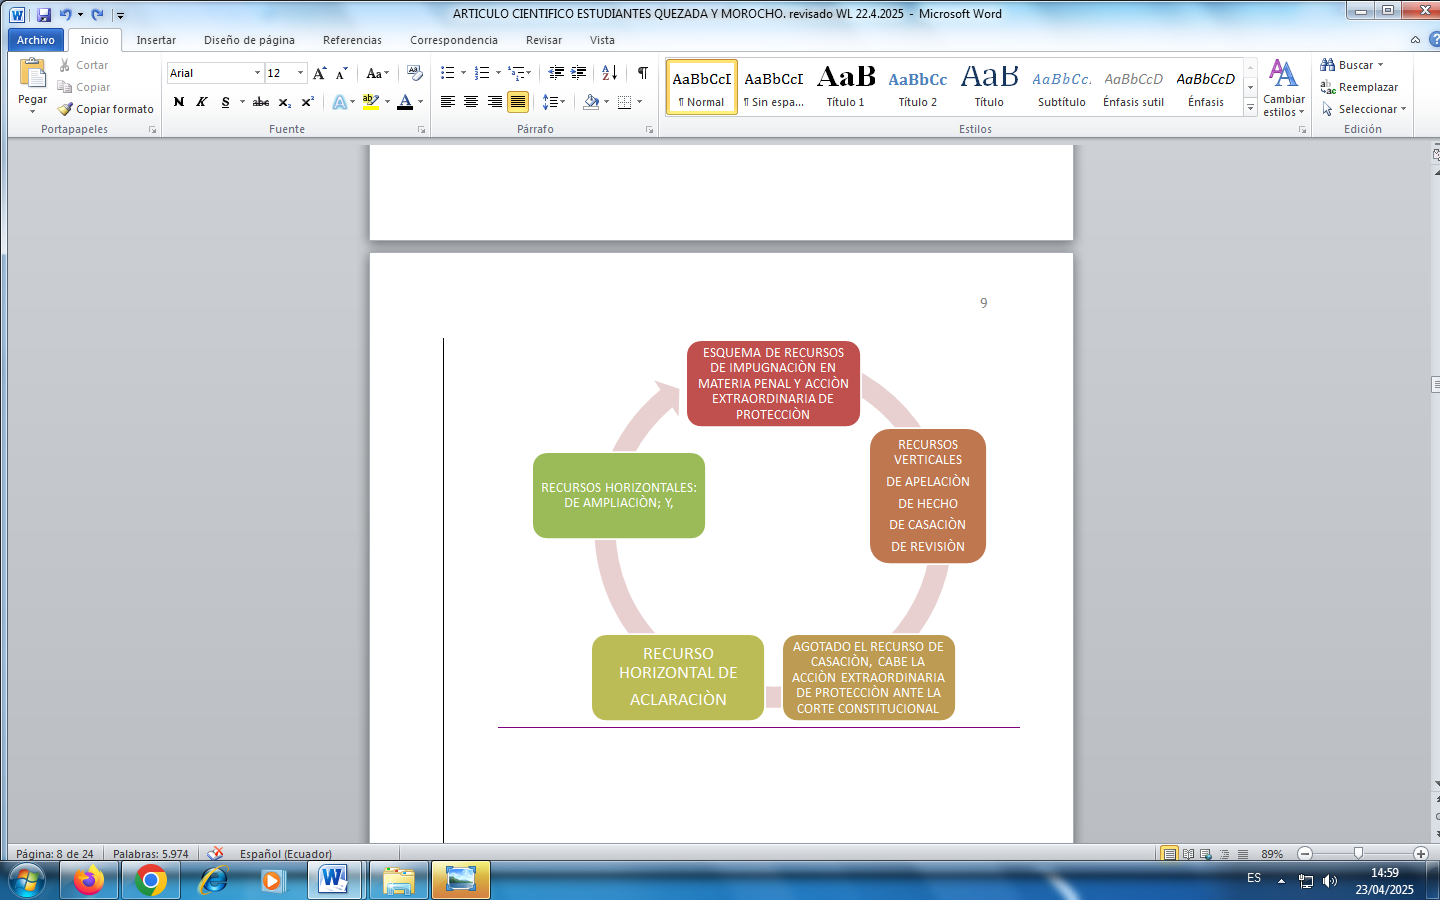 ARTICULO CIENTIFICO ESTUDIANTES QUEZADA Y MOROCHO. revisado WL 22.4.2025 - Microsoft Word
Archivo Inicio Insertar Diseño de página Referencias Correspondencia Revisar Vista
Pegar
Cortar
Copiar
Copiar formato
Portapapeles
Arial 12
N K S abc x₂ x²
Aa
Fuente
Párrafo
AaBbCcI AaBbCcI AaB AaBbCc AaB AaBbCc. AaBbCcD AaBbCcD
¶ Normal ¶ Sin espa... Título 1 Título 2 Título Subtítulo Énfasis sutil Énfasis
Estilos
Cambiar
estilos
Buscar
Reemplazar
Seleccionar
Edición
9
ESQUEMA DE RECURSOS
DE IMPUGNACIÒN EN
MATERIA PENAL Y ACCIÒN
EXTRAORDINARIA DE
PROTECCIÒN
RECURSOS
VERTICALES
DE APELACIÒN
DE HECHO
DE CASACIÒN
DE REVISIÒN
AGOTADO EL RECURSO DE
CASACIÒN, CABE LA
ACCIÒN EXTRAORDINARIA
DE PROTECCIÒN ANTE LA
CORTE CONSTITUCIONAL
RECURSO
HORIZONTAL DE
ACLARACIÒN
RECURSOS HORIZONTALES:
DE AMPLIACIÒN; Y,
Página: 8 de 24 Palabras: 5.974 Español (Ecuador) 89%
ES 14:59
23/04/2025